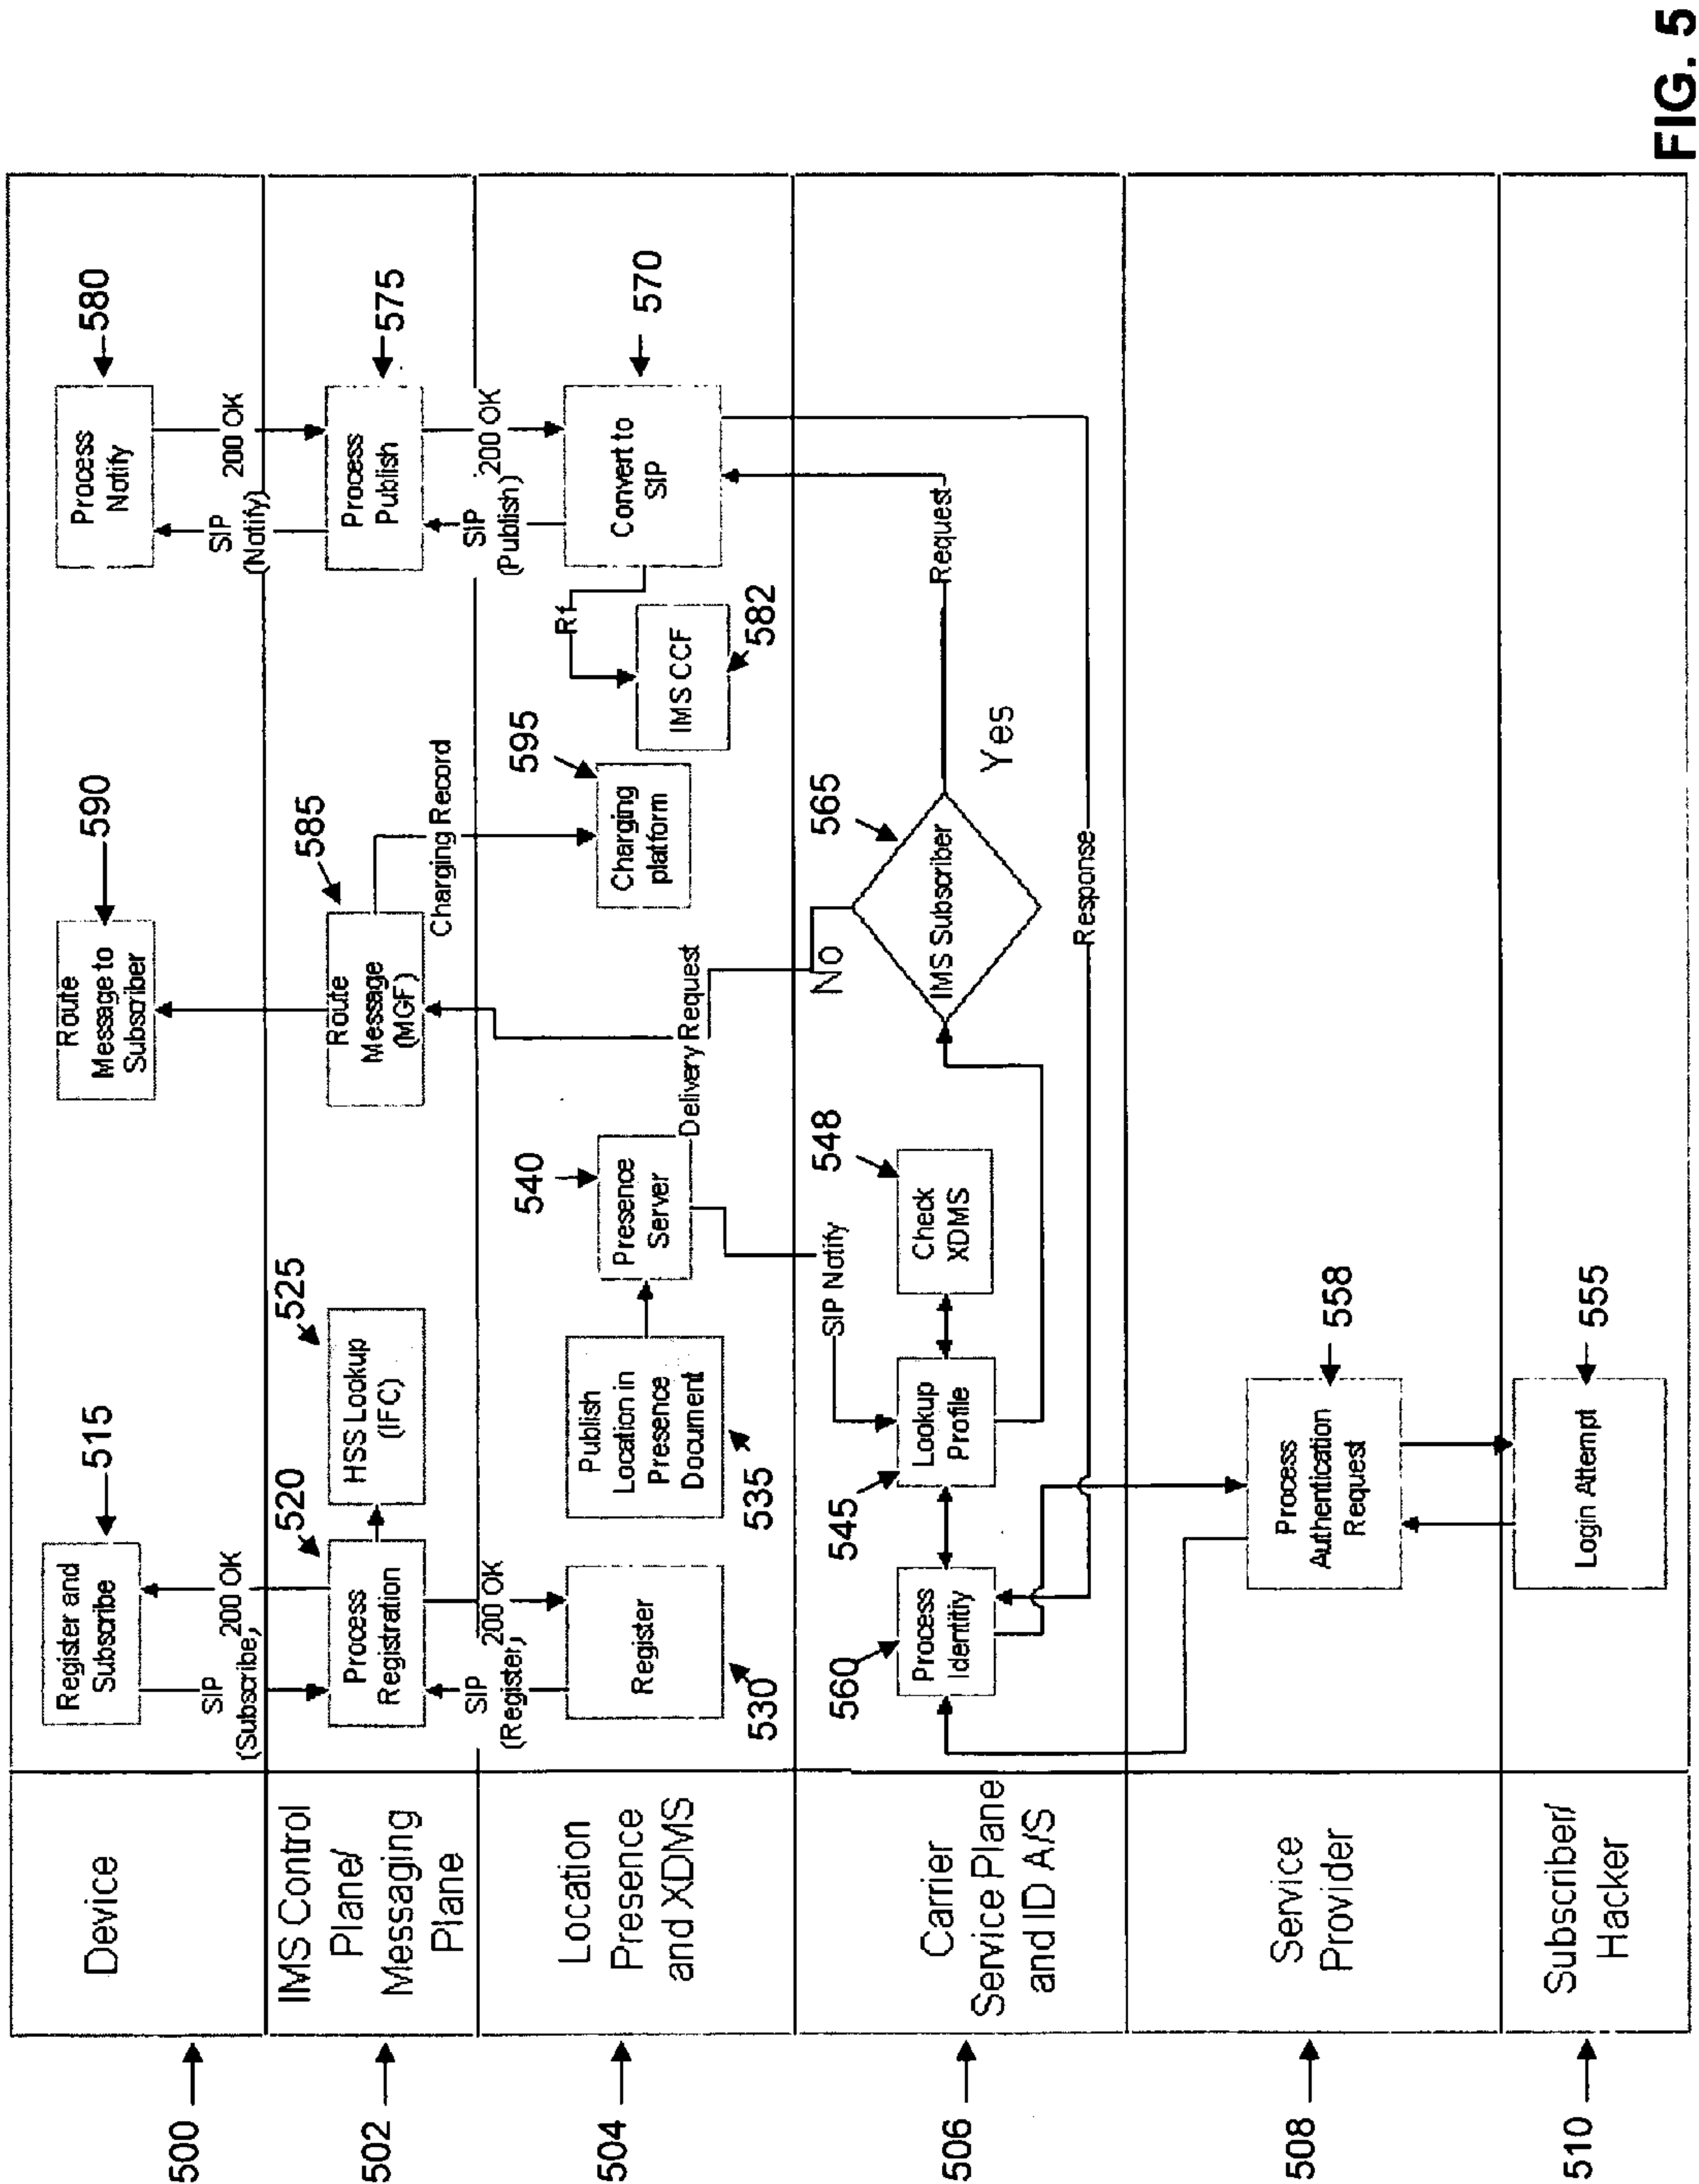 Device
IMS Control
Plane/
Messaging
Plane
Location
Presence
and XDMS
Carrier
Service Plane
and ID A/S
Service
Provider
Subscriber/
Hacker
500
502
504
506
508
510
Register and
Subscribe
515
SIP
(Subscribe)
200 OK
Process
Registration
520
HSS Lookup
(IFC)
525
SIP
(Register)
200 OK
Register
530
Publish
Location in
Presence
Document
535
Presence
Server
540
SIP Notify
Process
Identitiy
560
Lookup
Profile
545
Check
XDMS
548
Process
Authentication
Request
558
Login Attempt
555
IMS Subscriber
565
NO
Yes
Delivery Request
Route
Message
(MGF)
585
Route
Message to
Subscriber
590
Charging Record
Charging
platform
595
Request
Response
Convert to
SIP
570
Rf
IMS CCF
582
SIP
(Publish)
200 OK
Process
Publish
575
SIP
(Notify)
200 OK
Process
Notify
580
FIG. 5